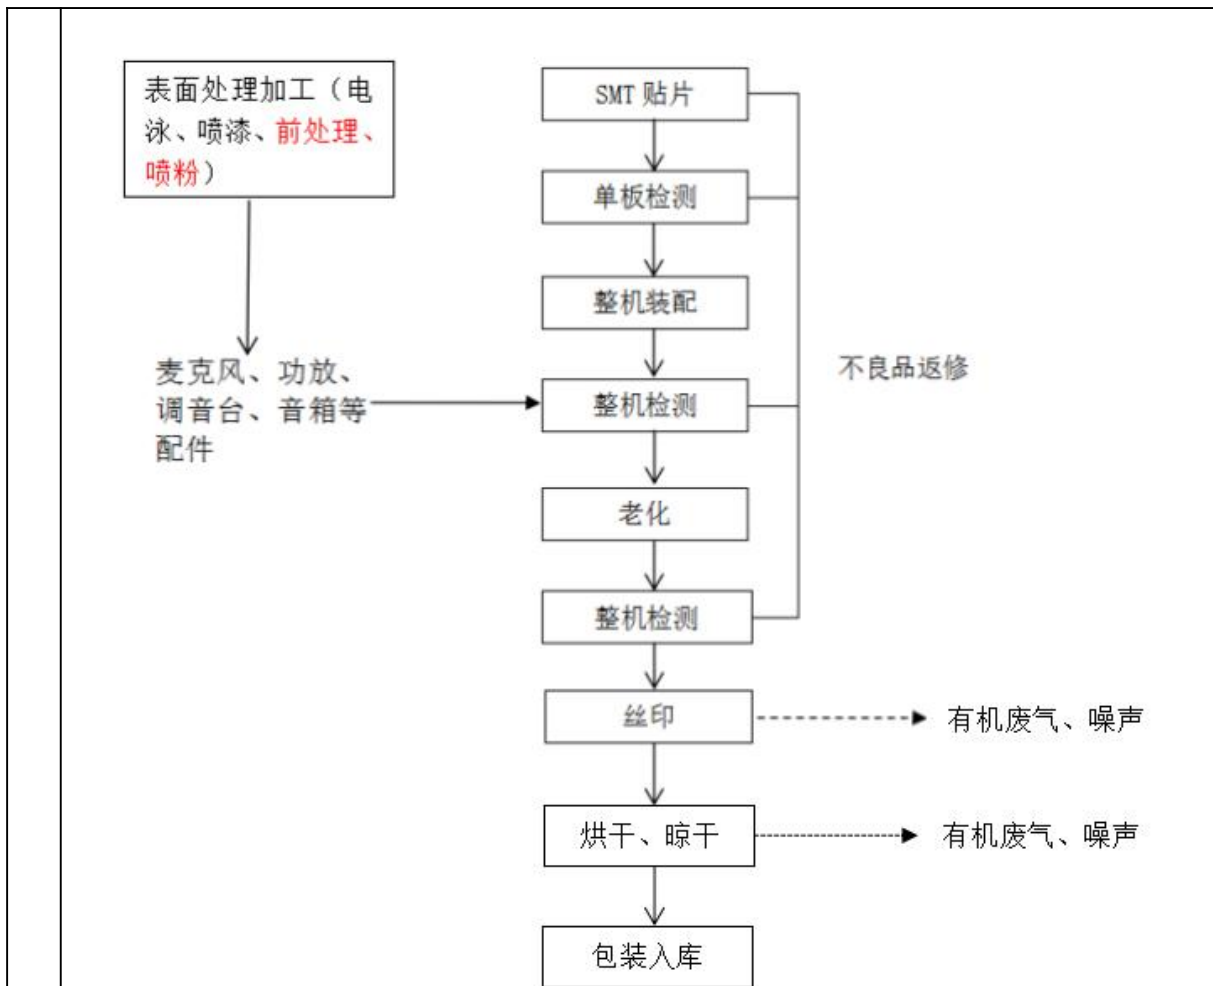 表面处理加工（电
泳、喷漆、前处理、
喷粉）
麦克风、功放、
调音台、音箱等
配件
SMT 贴片
单板检测
整机装配
整机检测
老化
整机检测
不良品返修
丝印
有机废气、噪声
烘干、晾干
有机废气、噪声
包装入库